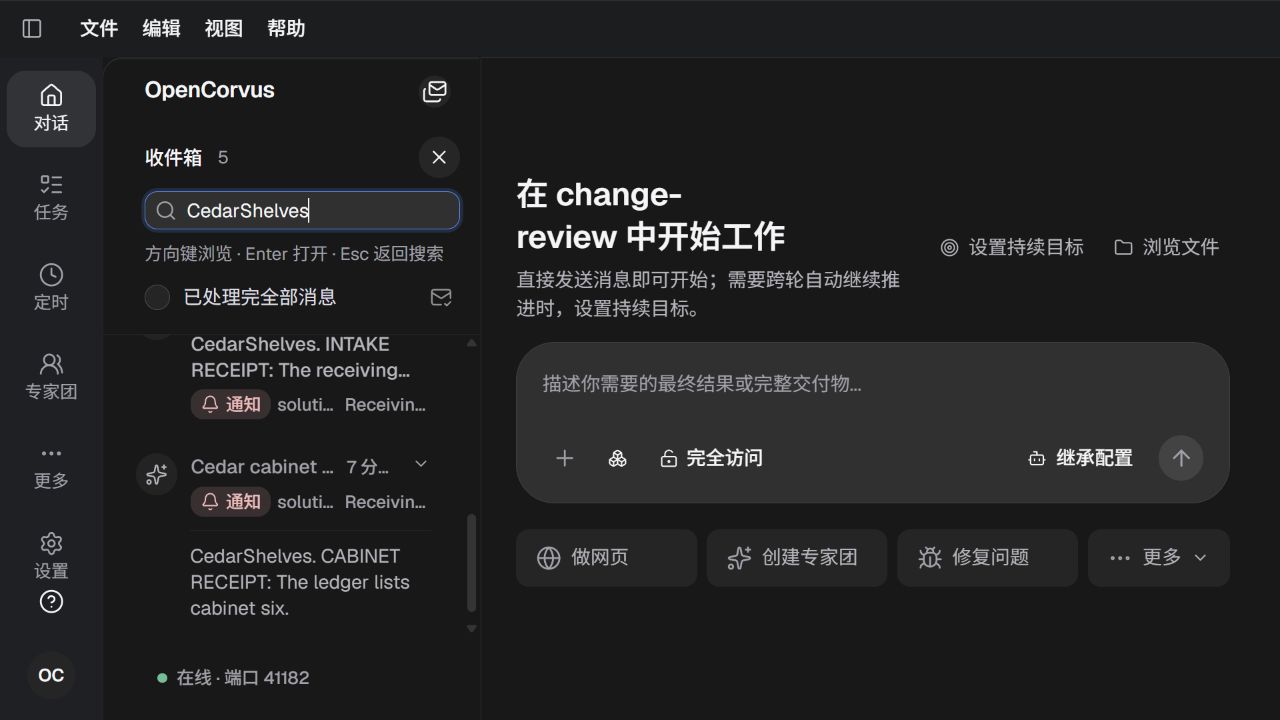 文件 编辑 视图 帮助
对话
任务
定时
专家团
更多
设置
OC
OpenCorvus
收件箱 5
CedarShelves
方向键浏览 · Enter 打开 · Esc 返回搜索
已处理完全部消息
CedarShelves. INTAKE
RECEIPT: The receiving...
通知 soluti... Receivin...
Cedar cabinet ... 7 分...
通知 soluti... Receivin...
CedarShelves. CABINET
RECEIPT: The ledger lists
cabinet six.
在线 · 端口 41182
在 change-
review 中开始工作
直接发送消息即可开始；需要跨轮自动继续推
进时，设置持续目标。
设置持续目标 浏览文件
描述你需要的最终结果或完整交付物...
完全访问 继承配置
做网页 创建专家团 修复问题 更多